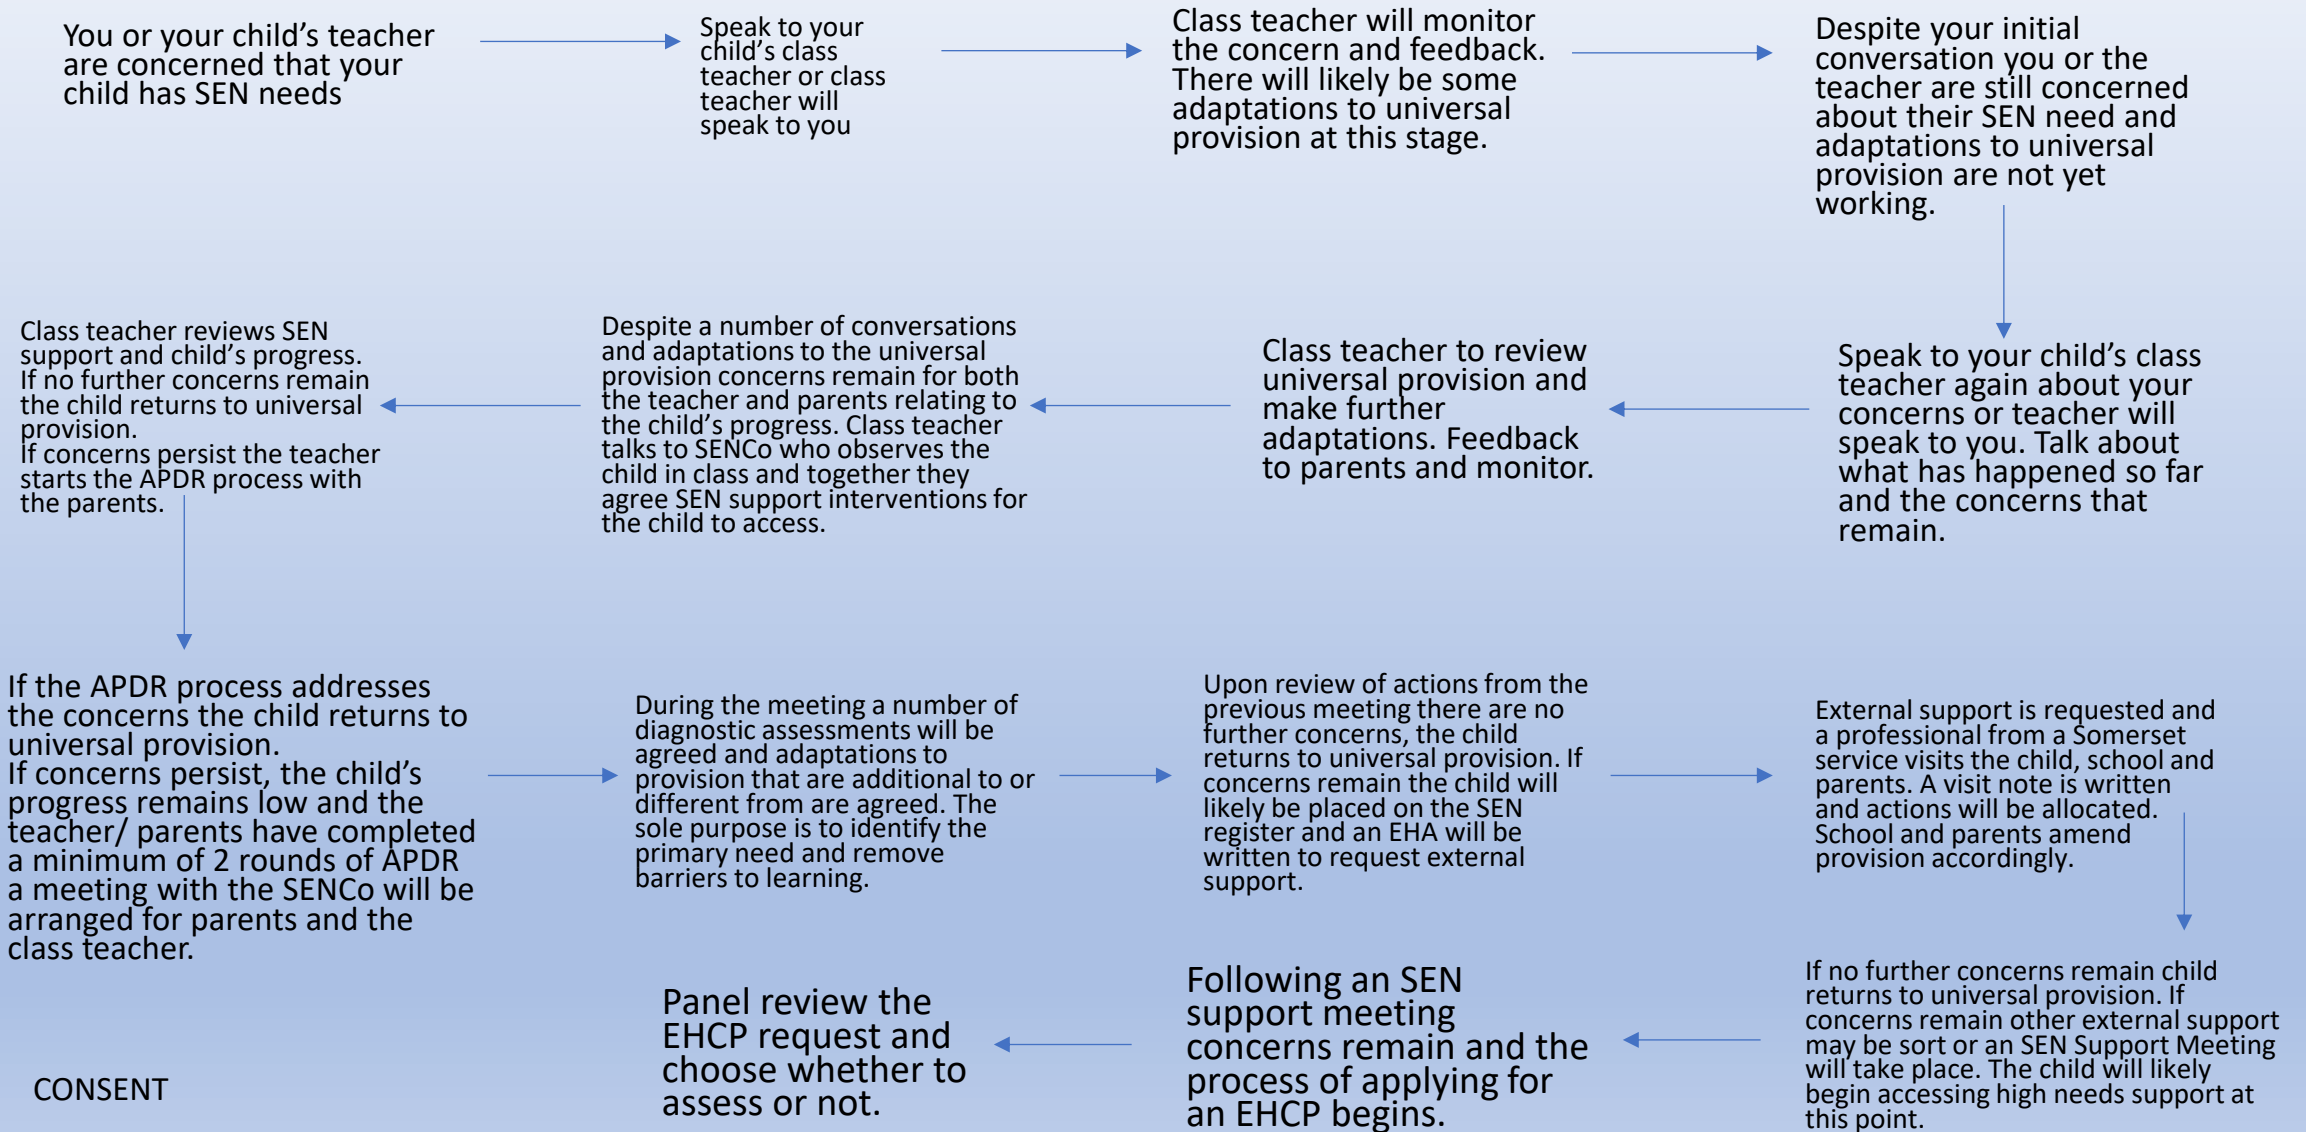 You or your child’s teacher
are concerned that your
child has SEN needs
Speak to your
child’s class
teacher or class
teacher will
speak to you
Class teacher will monitor
the concern and feedback.
There will likely be some
adaptations to universal
provision at this stage.
Despite your initial
conversation you or the
teacher are still concerned
about their SEN need and
adaptations to universal
provision are not yet
working.
Speak to your child’s class
teacher again about your
concerns or teacher will
speak to you. Talk about
what has happened so far
and the concerns that
remain.
Class teacher to review
universal provision and
make further
adaptations. Feedback
to parents and monitor.
Despite a number of conversations
and adaptations to the universal
provision concerns remain for both
the teacher and parents relating to
the child’s progress. Class teacher
talks to SENCo who observes the
child in class and together they
agree SEN support interventions for
the child to access.
Class teacher reviews SEN
support and child’s progress.
If no further concerns remain
the child returns to universal
provision.
If concerns persist the teacher
starts the APDR process with
the parents.
If the APDR process addresses
the concerns the child returns to
universal provision.
If concerns persist, the child’s
progress remains low and the
teacher/ parents have completed
a minimum of 2 rounds of APDR
a meeting with the SENCo will be
arranged for parents and the
class teacher.
During the meeting a number of
diagnostic assessments will be
agreed and adaptations to
provision that are additional to or
different from are agreed. The
sole purpose is to identify the
primary need and remove
barriers to learning.
Upon review of actions from the
previous meeting there are no
further concerns, the child
returns to universal provision. If
concerns remain the child will
likely be placed on the SEN
register and an EHA will be
written to request external
support.
External support is requested and
a professional from a Somerset
service visits the child, school and
parents. A visit note is written
and actions will be allocated.
School and parents amend
provision accordingly.
If no further concerns remain child
returns to universal provision. If
concerns remain other external support
may be sort or an SEN Support Meeting
will take place. The child will likely
begin accessing high needs support at
this point.
Following an SEN
support meeting
concerns remain and the
process of applying for
an EHCP begins.
Panel review the
EHCP request and
choose whether to
assess or not.
CONSENT